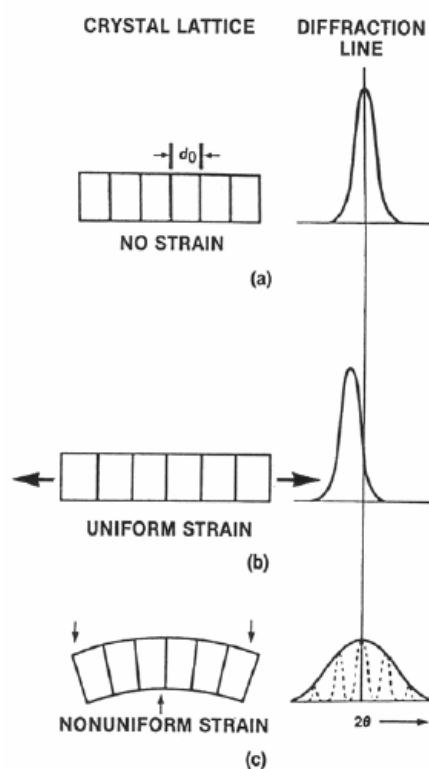 CRYSTAL LATTICE
DIFFRACTION
LINE
d0
NO STRAIN
(a)
UNIFORM STRAIN
(b)
NONUNIFORM STRAIN
2θ
(c)